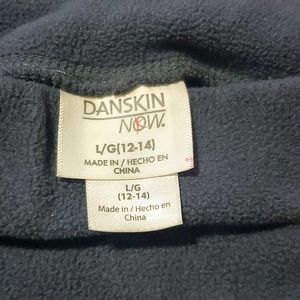 DANSKIN
NOW.
L/G(12-14)
MADE IN / HECHO EN
CHINA
L/G
(12-14)
Made in / Hecho en
China